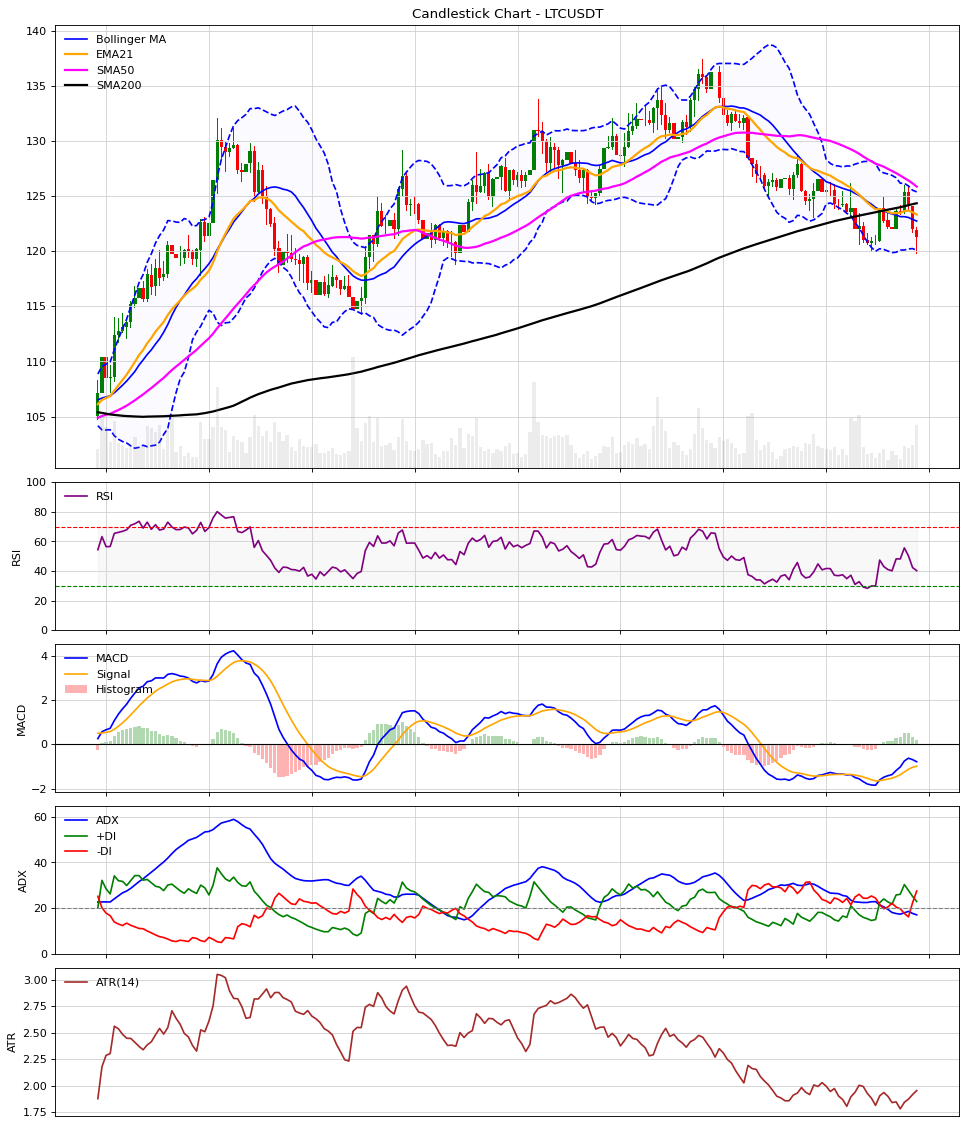 Candlestick Chart - LTCUSDT
140
135
130
125
120
115
110
105
Bollinger MA
EMA21
SMA50
SMA200
100
80
60
40
20
0
RSI
RSI
4
2
0
−2
MACD
MACD
Signal
Histogram
60
40
20
0
ADX
ADX
+DI
-DI
3.00
2.75
2.50
2.25
2.00
1.75
ATR
ATR(14)